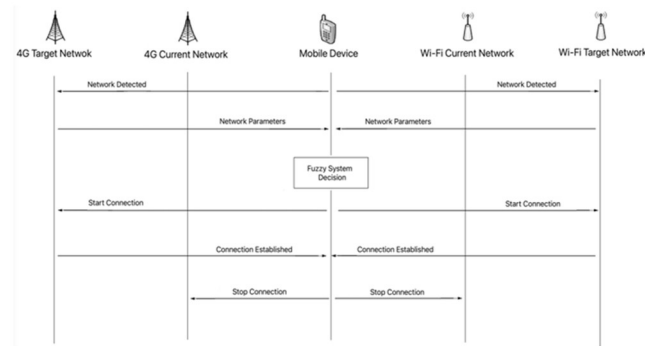 4G Target Netwok
4G Current Network
Mobile Device
Wi-Fi Current Network
Wi-Fi Target Network
Network Detected
Network Detected
Network Parameters
Network Parameters
Fuzzy System
Decision
Start Connection
Start Connection
Connection Established
Connection Established
Stop Connection
Stop Connection